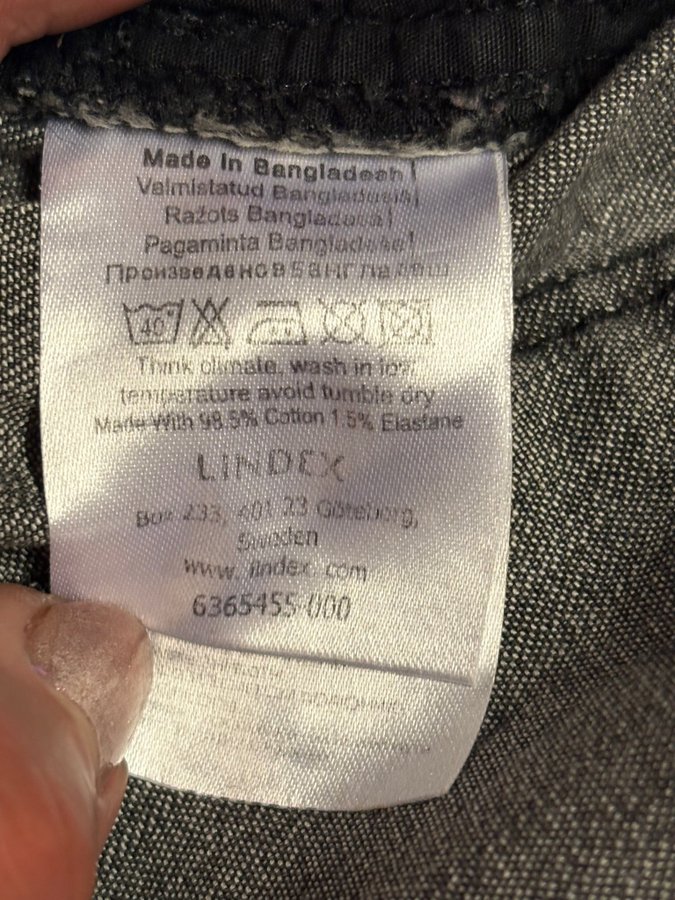 Made In Bangladesh
Valmistatud Bangladesis
Ražots Bangladesā
Pagaminta Bangladeše
Произведено в Бангладеш
40°
Think climate, wash in low
temperature avoid tumble dry
Made With 98.5% Cotton 1.5% Elastane
LINDEX
Box 233, 401 23 Göteborg,
Sweden
www. lindex. com
6365455-000